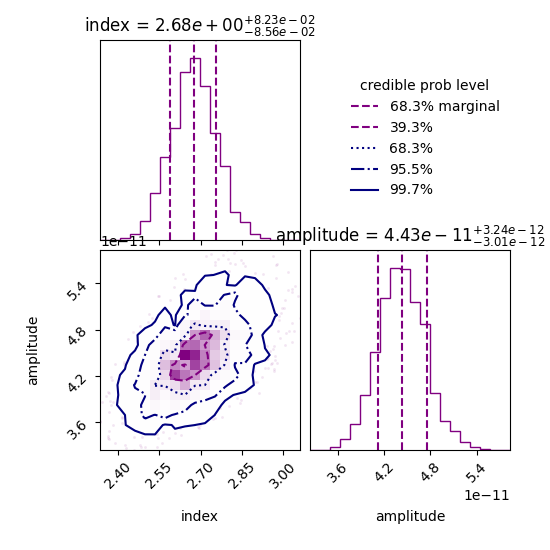 index = 2.68e+00+8.23e−02 −8.56e−02
credible prob level
68.3% marginal
39.3%
68.3%
95.5%
99.7%
1e−11
amplitude = 4.43e−11+3.24e−12 −3.01e−12
5.4
4.8
4.2
3.6
amplitude
2.40 2.55 2.70 2.85 3.00
3.6 4.2 4.8 5.4
1e−11
index
amplitude